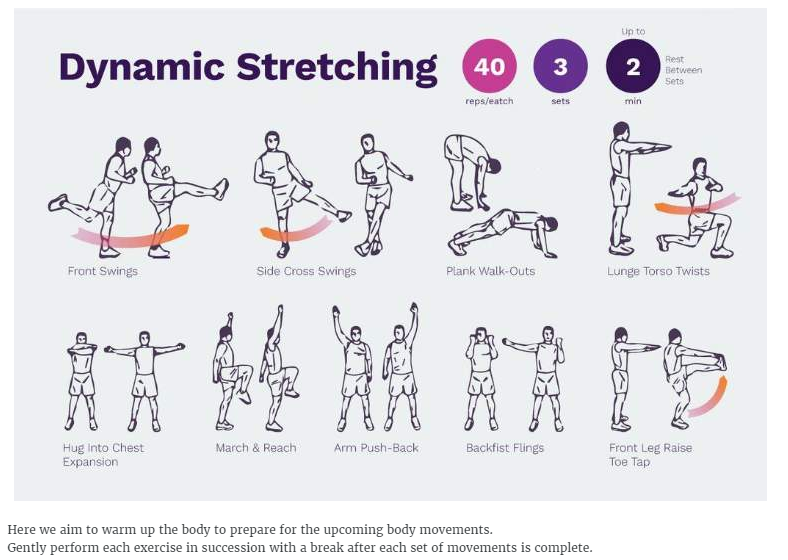 Dynamic Stretching
40
reps/eatch
3
sets
Up to
2
min
Rest
Between
Sets
Front Swings
Side Cross Swings
Plank Walk-Outs
Lunge Torso Twists
Hug Into Chest
Expansion
March & Reach
Arm Push-Back
Backfist Flings
Front Leg Raise
Toe Tap
Here we aim to warm up the body to prepare for the upcoming body movements.
Gently perform each exercise in succession with a break after each set of movements is complete.